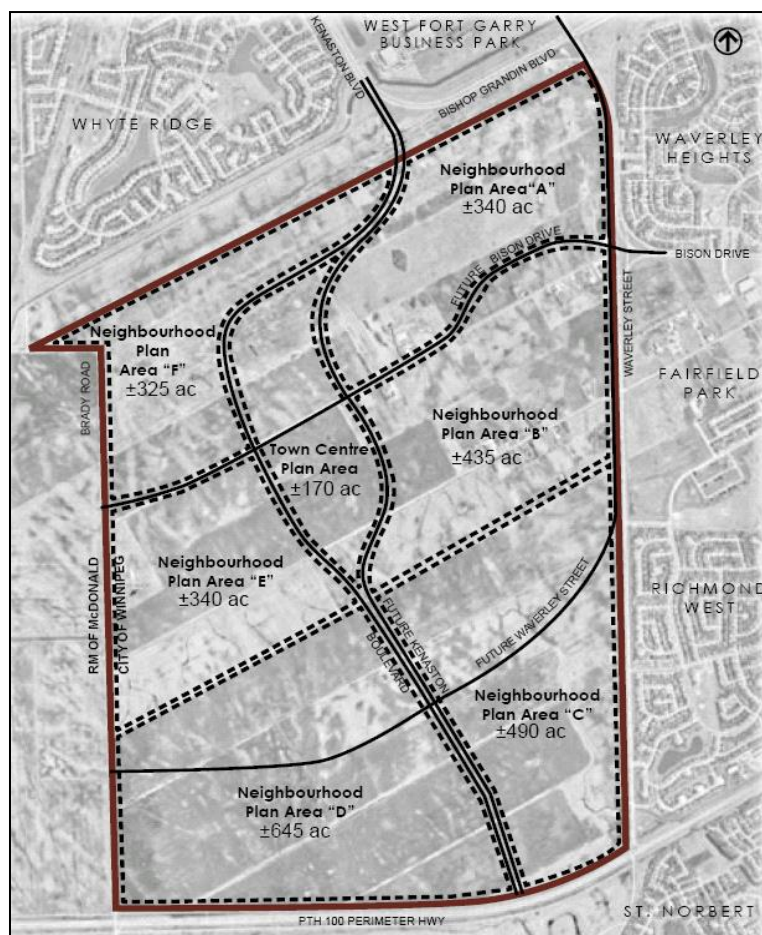 WEST FORT GARRY
BUSINESS PARK
KENASTON BLVD
BISHOP GRANDIN BLVD
WHYTE RIDGE
WAVERLEY
HEIGHTS
Neighbourhood
Plan Area“A”
±340 ac
FUTURE BISON DRIVE
BISON DRIVE
WAVERLEY STREET
Neighbourhood
Plan
Area “F”
±325 ac
BRADY ROAD
FAIRFIELD
PARK
Neighbourhood
Plan Area “B”
±435 ac
Town Centre
Plan Area
±170 ac
Neighbourhood
Plan Area “E”
±340 ac
RM OF McDONALD
CITY OF WINNIPEG
FUTURE KENASTON
BOULEVARD
FUTURE WAVERLEY STREET
RICHMOND
WEST
Neighbourhood
Plan Area “C”
±490 ac
Neighbourhood
Plan Area “D”
±645 ac
ST. NORBERT
PTH 100 PERIMETER HWY